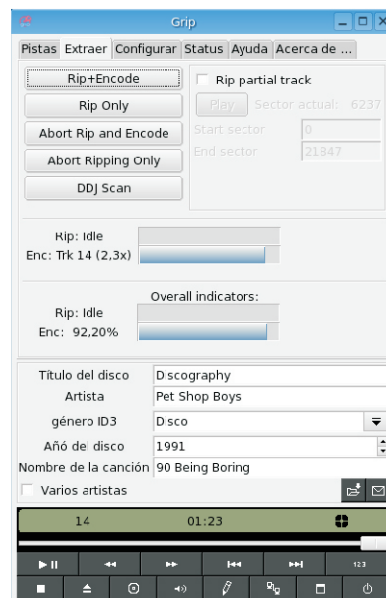 Grip
Pistas Extraer Configurar Status Ayuda Acerca de ...
Rip+Encode
Rip Only
Abort Rip and Encode
Abort Ripping Only
DDJ Scan
Rip partial track
Play Sector actual: 6237
Start sector 0
End sector 21347
Rip: Idle
Enc: Trk 14 (2,3x)
Overall indicators:
Rip: Idle
Enc: 92,20%
Título del disco Discography
Artista Pet Shop Boys
género ID3 Disco
Añó del disco 1991
Nombre de la canción 90 Being Boring
Varios artistas
14 01:23
123